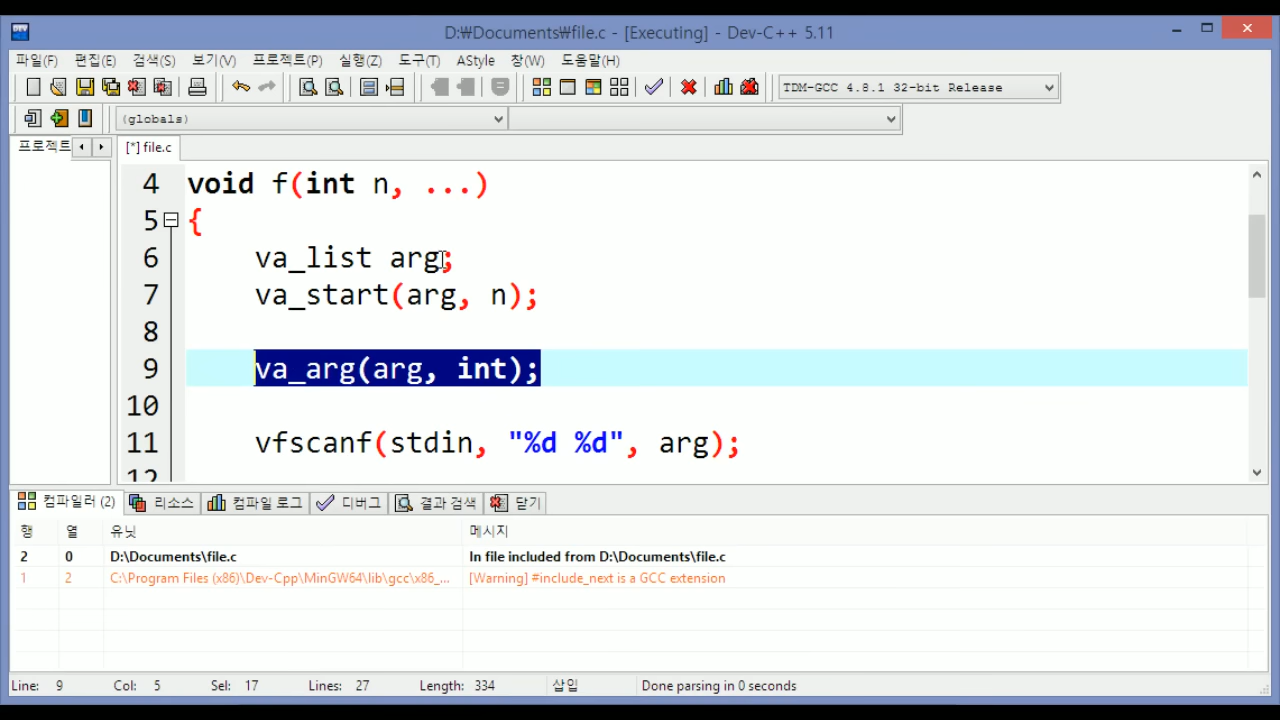 D:₩Documents₩file.c - [Executing] - Dev-C++ 5.11
파일(F) 편집(E) 검색(S) 보기(V) 프로젝트(P) 실행(Z) 도구(T) AStyle 창(W) 도움말(H)
TDM-GCC 4.8.1 32-bit Release
(globals)
프로젝트 [*] file.c
4 void f(int n, ...)
5 {
6 va_list arg;
7 va_start(arg, n);
8
9 va_arg(arg, int);
10
11 vfscanf(stdin, "%d %d", arg);
12
컴파일러 (2) 리소스 컴파일 로그 디버그 결과 검색 닫기
행 열 유닛 메시지
2 0 D:\Documents\file.c In file included from D:\Documents\file.c
1 2 C:\Program Files (x86)\Dev-Cpp\MinGW64\lib\gcc\x86_... [Warning] #include_next is a GCC extension
Line: 9 Col: 5 Sel: 17 Lines: 27 Length: 334 삽입 Done parsing in 0 seconds